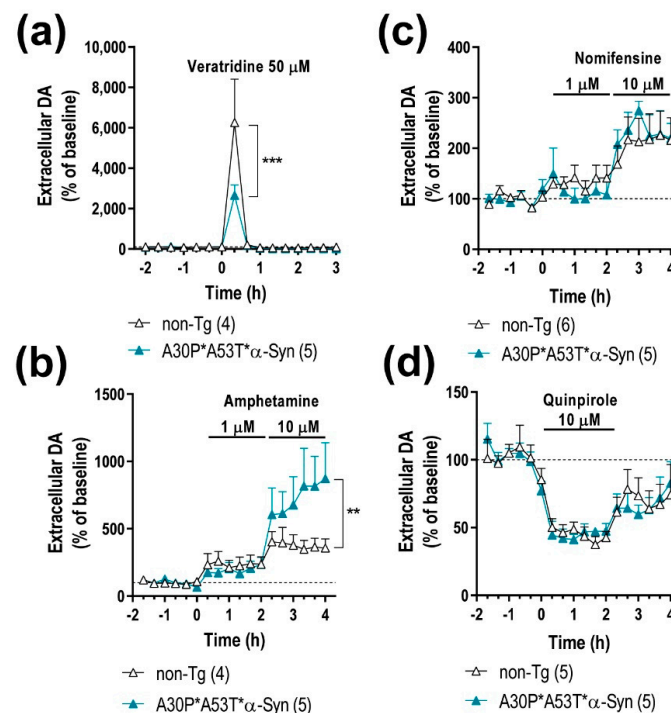 (a)
10,000
8,000
6,000
4,000
2,000
0
Extracellular DA
(% of baseline)
Veratridine 50 μM
***
-2 -1 0 1 2 3
Time (h)
non-Tg (4)
A30P*A53T*α-Syn (5)
(b)
1500
1000
500
0
Extracellular DA
(% of baseline)
Amphetamine
1 μM 10 μM
**
-2 -1 0 1 2 3 4
Time (h)
non-Tg (4)
A30P*A53T*α-Syn (5)
(c)
400
300
200
100
0
Extracellular DA
(% of baseline)
Nomifensine
1 μM 10 μM
-2 -1 0 1 2 3 4
Time (h)
non-Tg (6)
A30P*A53T*α-Syn (5)
(d)
150
100
50
0
Extracellular DA
(% of baseline)
Quinpirole
10 μM
-2 -1 0 1 2 3 4
Time (h)
non-Tg (5)
A30P*A53T*α-Syn (5)